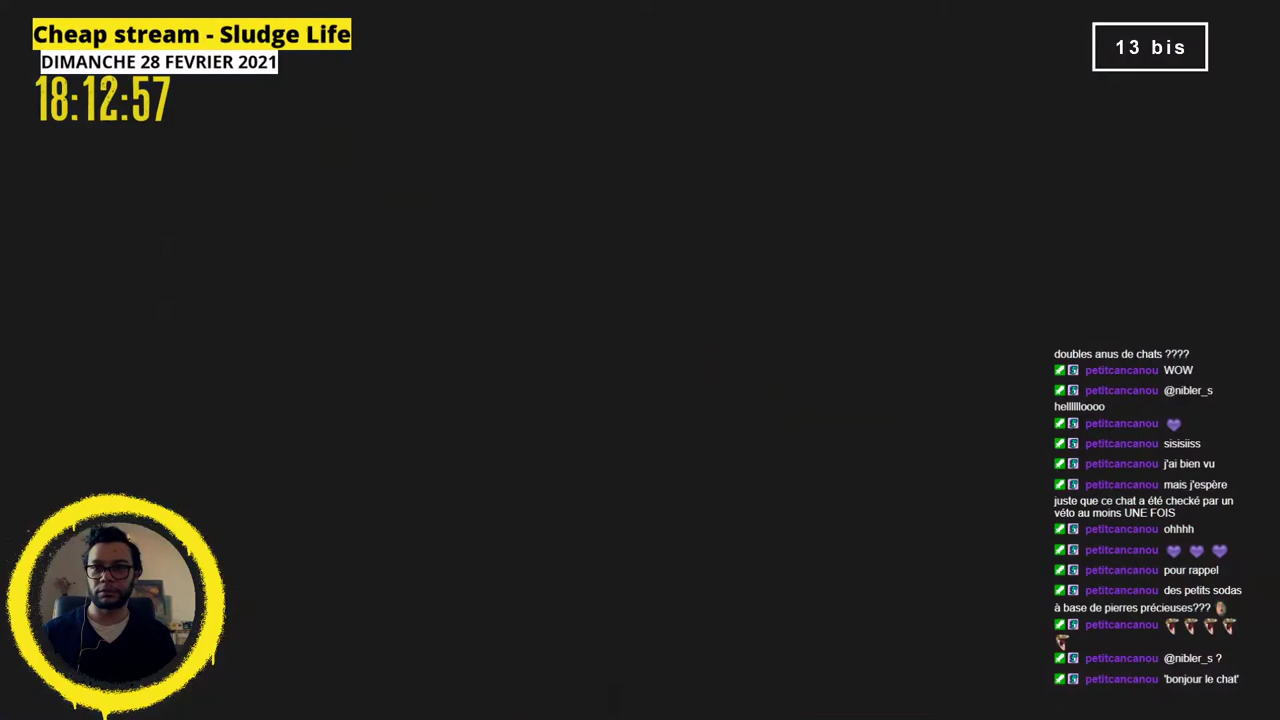 Cheap stream - Sludge Life
DIMANCHE 28 FEVRIER 2021
18:12:57
13 bis
doubles anus de chats ????
petitcancanou WOW
petitcancanou @nibler_s
helllllloooo
petitcancanou
petitcancanou sisisiiss
petitcancanou j'ai bien vu
petitcancanou mais j'espère
juste que ce chat a été checké par un
véto au moins UNE FOIS
petitcancanou ohhhh
petitcancanou
petitcancanou pour rappel
petitcancanou des petits sodas
à base de pierres précieuses???
petitcancanou
petitcancanou @nibler_s ?
petitcancanou 'bonjour le chat'